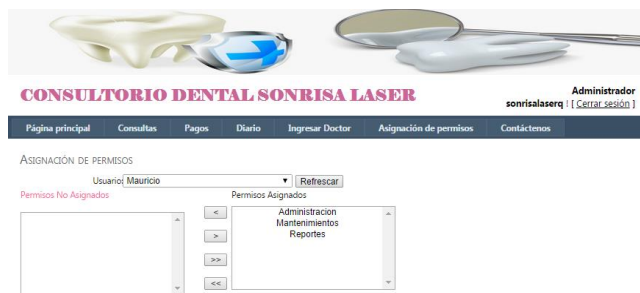 CONSULTORIO DENTAL SONRISA LASER
Administrador
sonrisalaserq ! [ Cerrar sesión ]
Página principal Consultas Pagos Diario Ingresar Doctor Asignación de permisos Contáctenos
ASIGNACIÓN DE PERMISOS
Usuario: Mauricio Refrescar
Permisos No Asignados Permisos Asignados
< Administracion
Mantenimientos
> Reportes
>>
<<